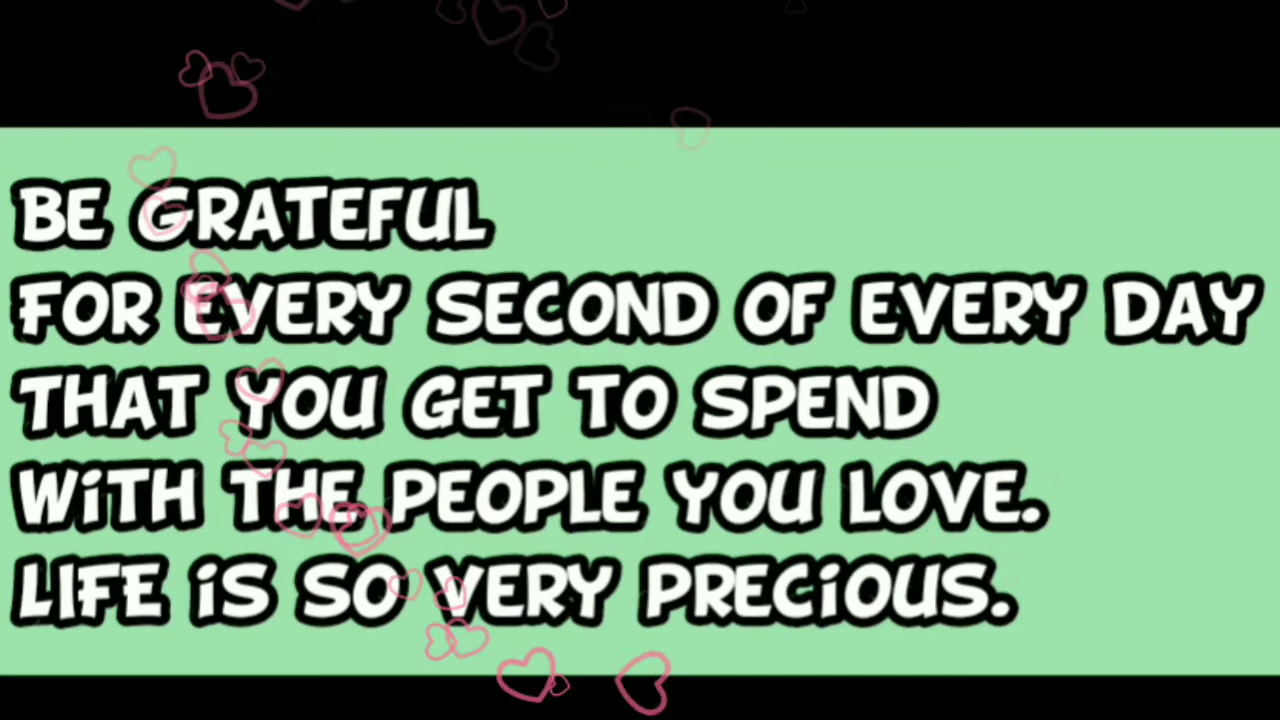 BE GRATEFUL
FOR EVERY SECOND OF EVERY DAY
THAT YOU GET TO SPEND
WiTH THE PEOPLE YOU LOVE.
LIFE iS SO VERY PRECiOUS.